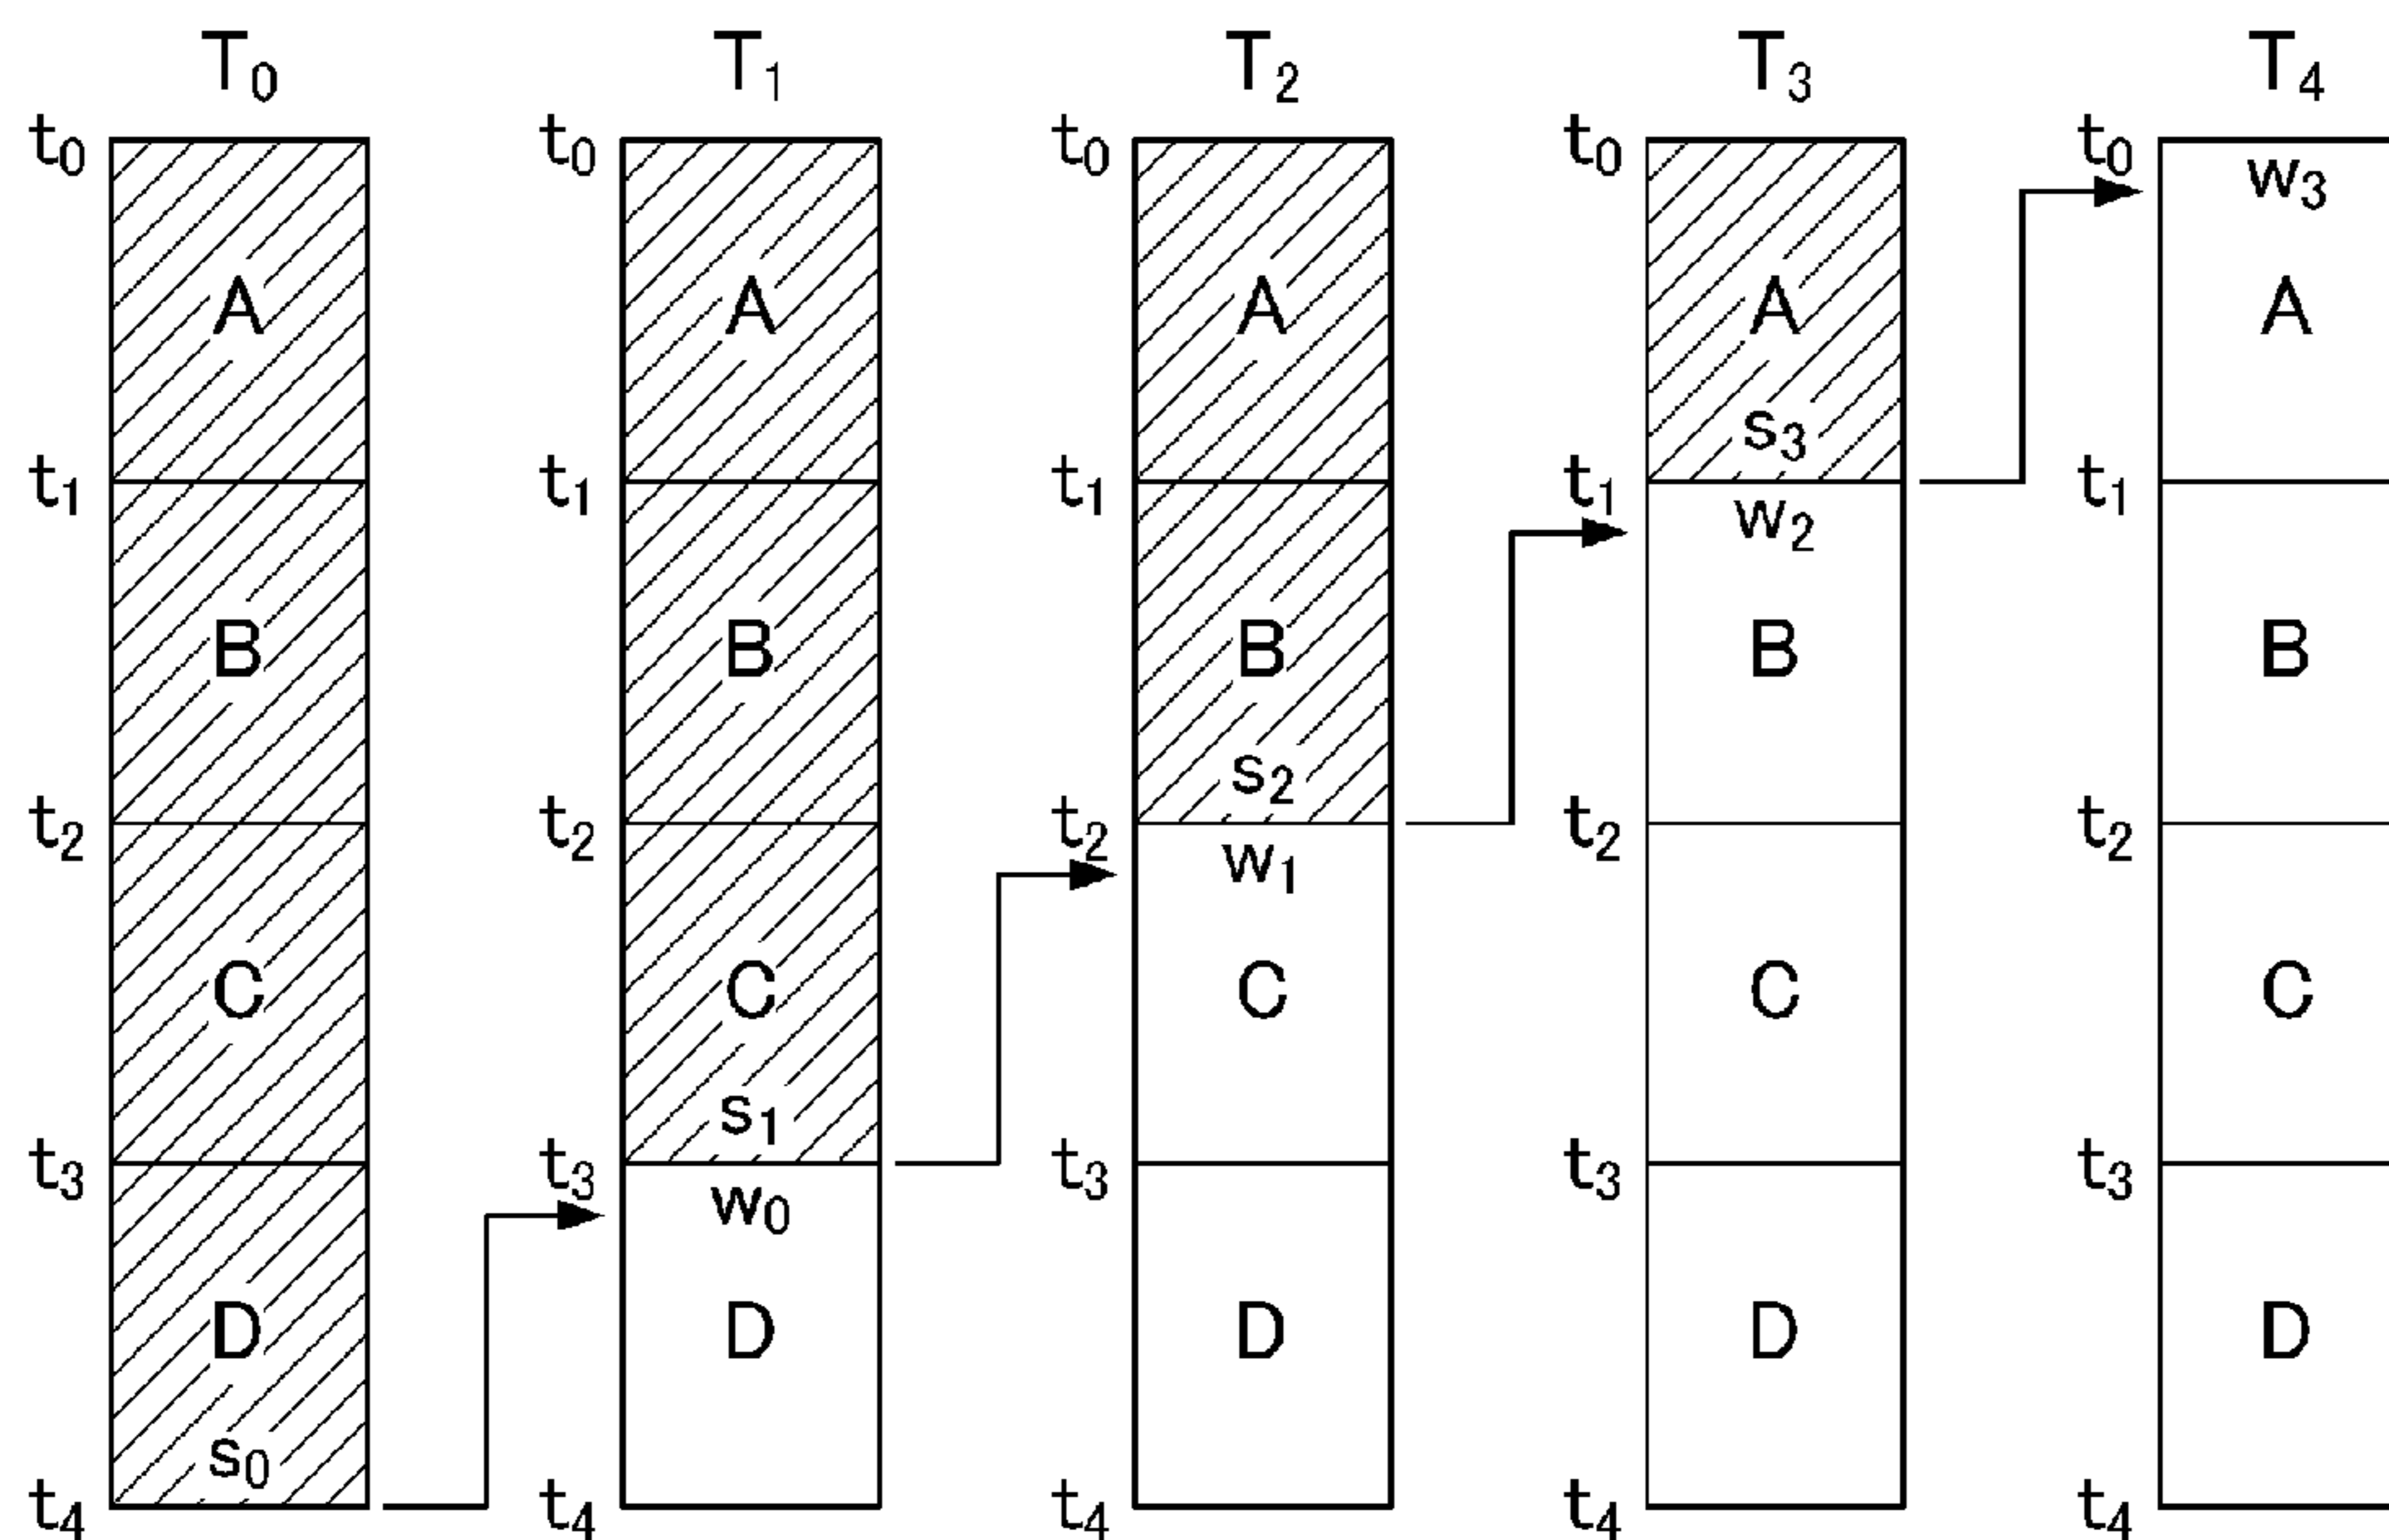 T₀ T₁ T₂ T₃ T₄
t₀ t₀ t₀ t₀ t₀ w₃
A A A A A
s₃
t₁ t₁ t₁ t₁ w₂ t₁
B B B B B
s₂
t₂ t₂ t₂ w₁ t₂ t₂
C C C C C
s₁
t₃ t₃ w₀ t₃ t₃ t₃
D D D D D
s₀
t₄ t₄ t₄ t₄ t₄